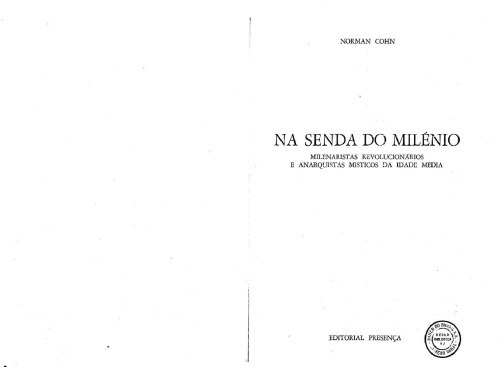 NORMAN COHN
NA SENDA DO MILÉNIO
MILENARISTAS REVOLUCIONÁRIOS
E ANARQUISTAS MÍSTICOS DA IDADE MÉDIA
EDITORIAL PRESENÇA